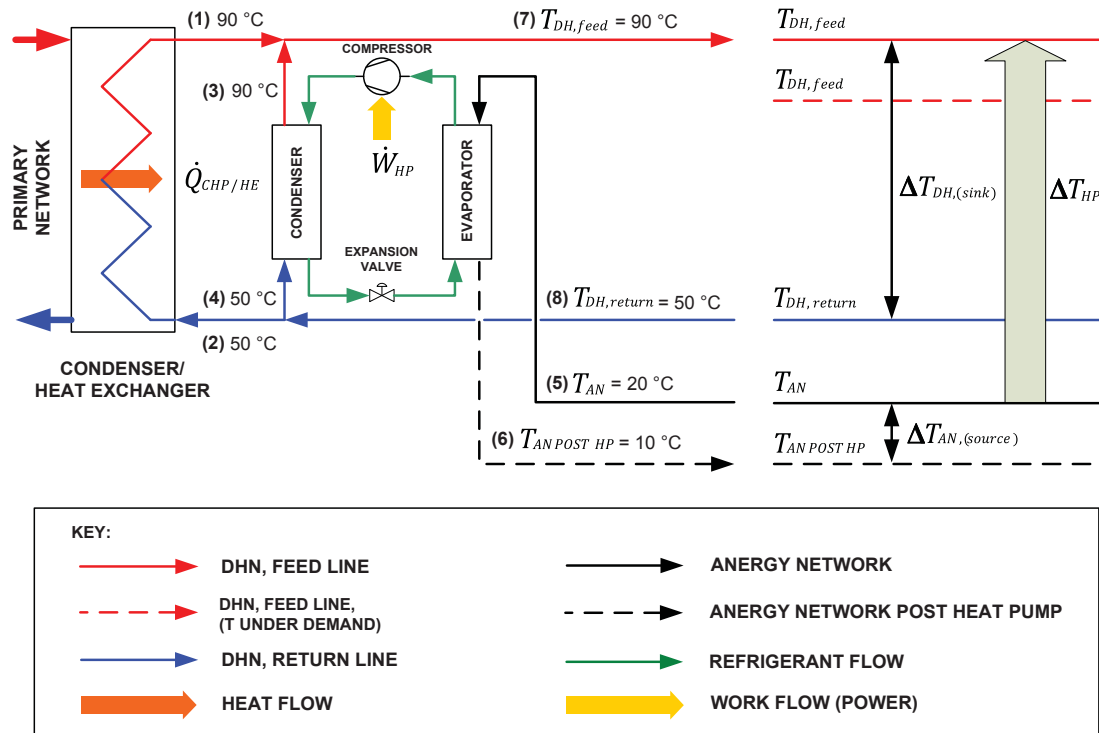 (1) 90 °C
(7) T_DH,feed = 90 °C
T_DH,feed
COMPRESSOR
T_DH,feed
(3) 90 °C
PRIMARY
NETWORK
Q̇_CHP/HE
Ẇ_HP
CONDENSER
EVAPORATOR
ΔT_DH,(sink)
ΔT_HP
EXPANSION
VALVE
(4) 50 °C
(8) T_DH,return = 50 °C
T_DH,return
(2) 50 °C
CONDENSER/
HEAT EXCHANGER
(5) T_AN = 20 °C
T_AN
(6) T_AN POST HP = 10 °C
ΔT_AN,(source)
T_AN POST HP
KEY:
DHN, FEED LINE
DHN, FEED LINE,
(T UNDER DEMAND)
DHN, RETURN LINE
HEAT FLOW
ANERGY NETWORK
ANERGY NETWORK POST HEAT PUMP
REFRIGERANT FLOW
WORK FLOW (POWER)